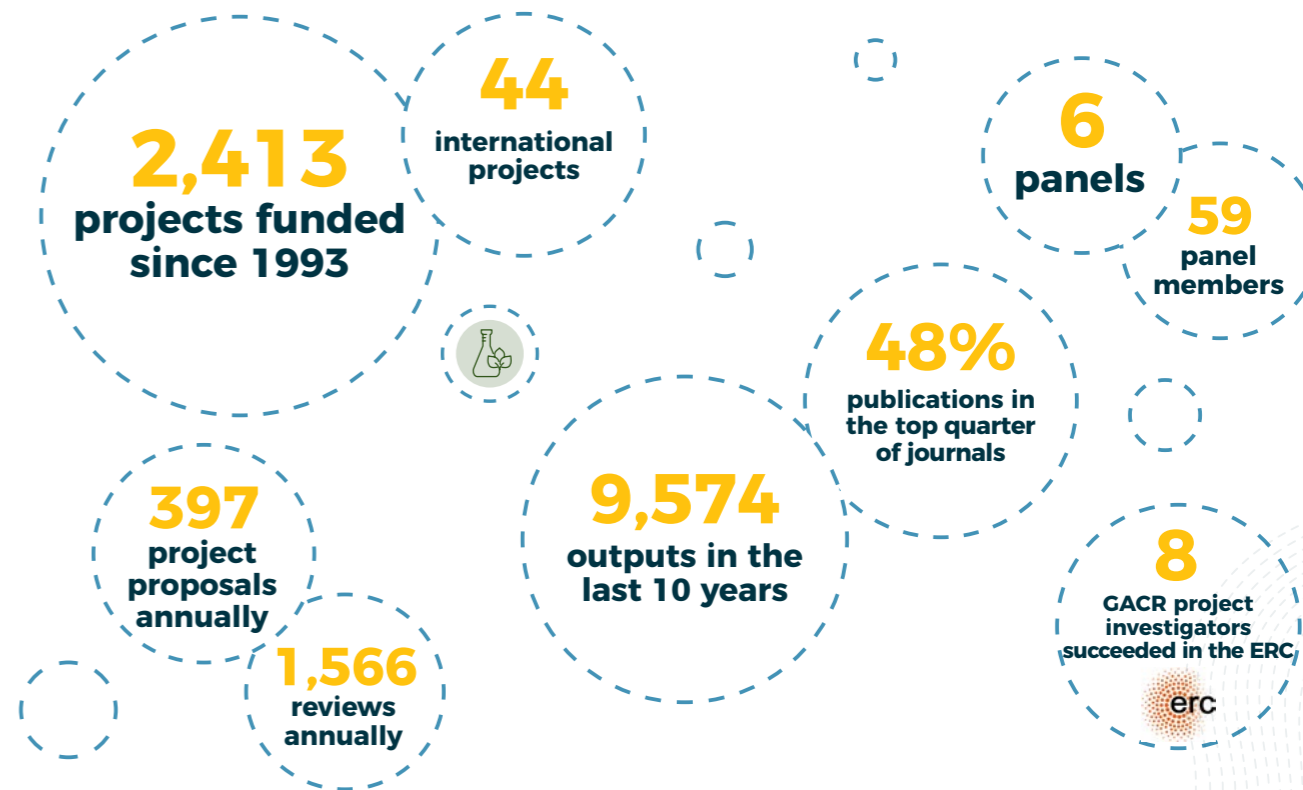 2,413
projects funded
since 1993
44
international
projects
6
panels
59
panel
members
48%
publications in
the top quarter
of journals
9,574
outputs in the
last 10 years
397
project
proposals
annually
1,566
reviews
annually
8
GACR project
investigators
succeeded in the ERC
erc